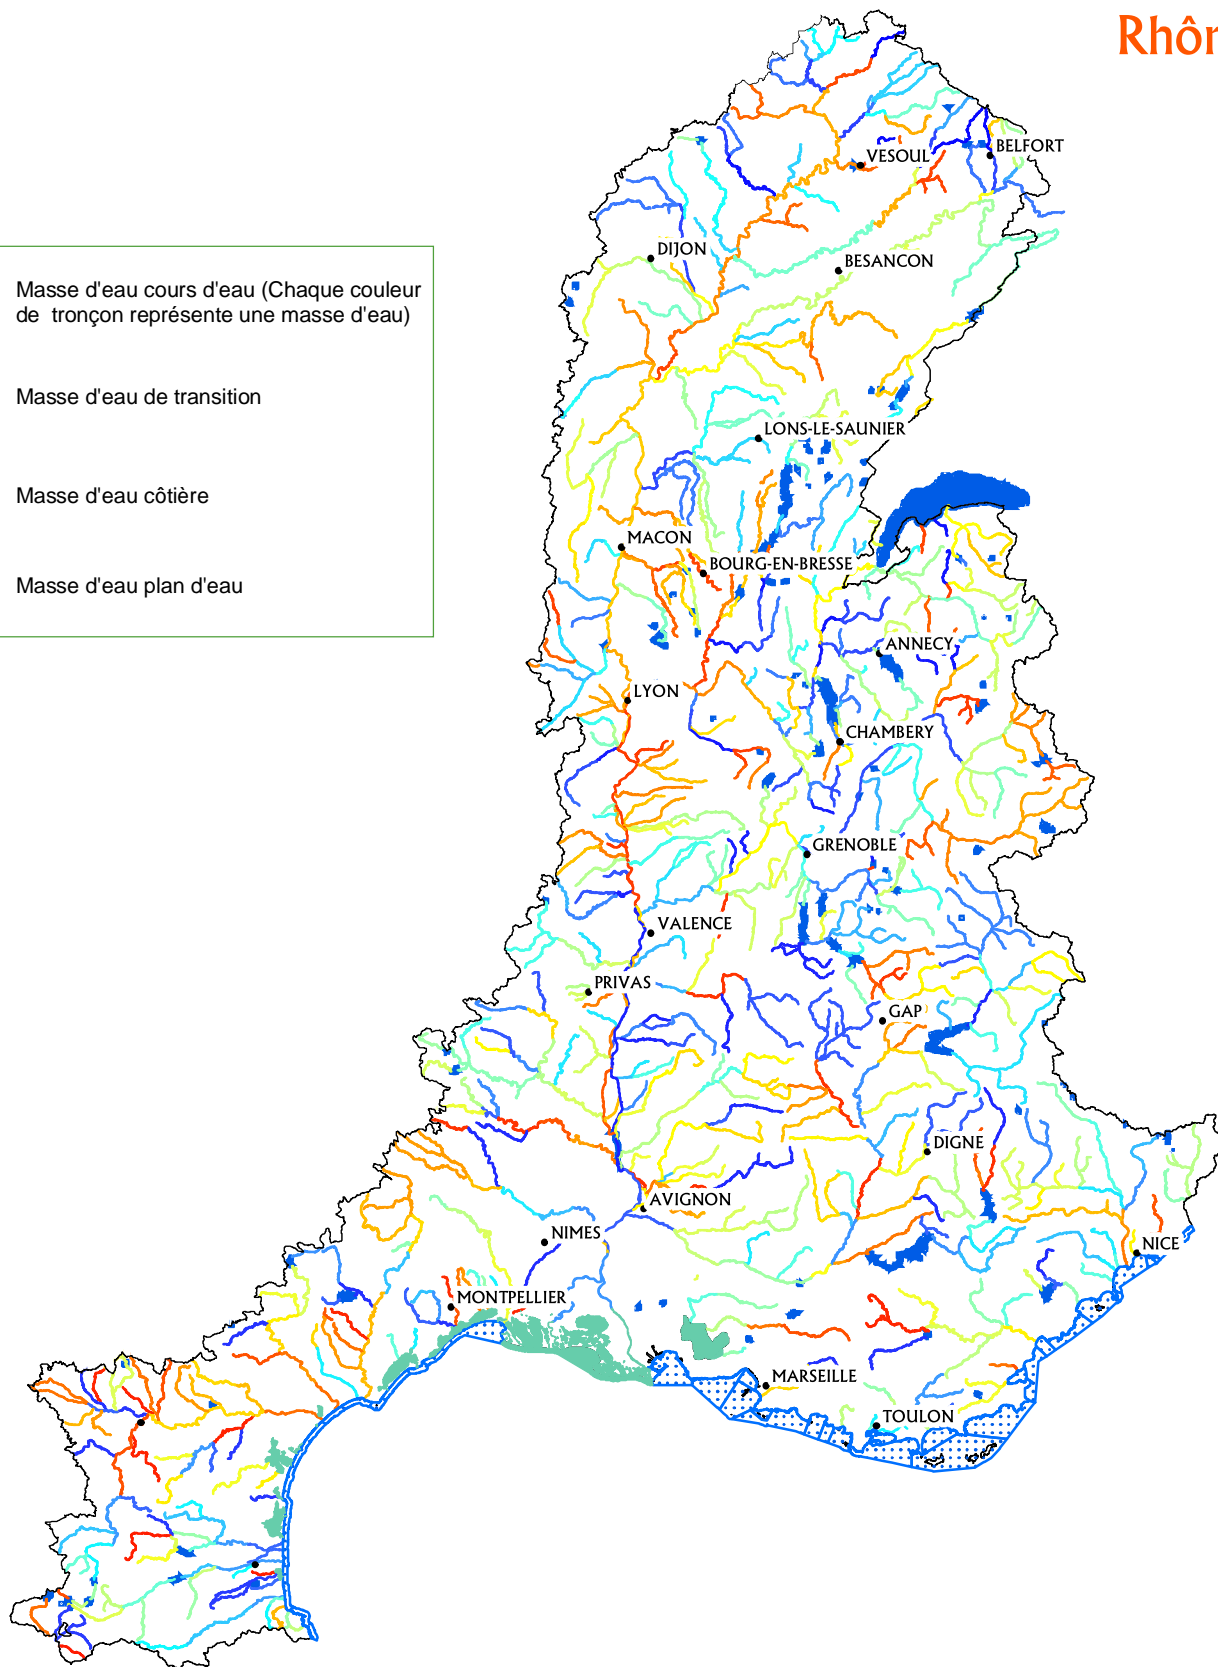 Rhôn
VESOUL
BELFORT
DIJON
BESANCON
Masse d'eau cours d'eau (Chaque couleur
de tronçon représente une masse d'eau)
Masse d'eau de transition
LONS-LE-SAUNIER
Masse d'eau côtière
MACON
BOURG-EN-BRESSE
Masse d'eau plan d'eau
ANNECY
LYON
CHAMBERY
GRENOBLE
VALENCE
PRIVAS
GAP
DIGNE
AVIGNON
NIMES
NICE
MONTPELLIER
MARSEILLE
TOULON